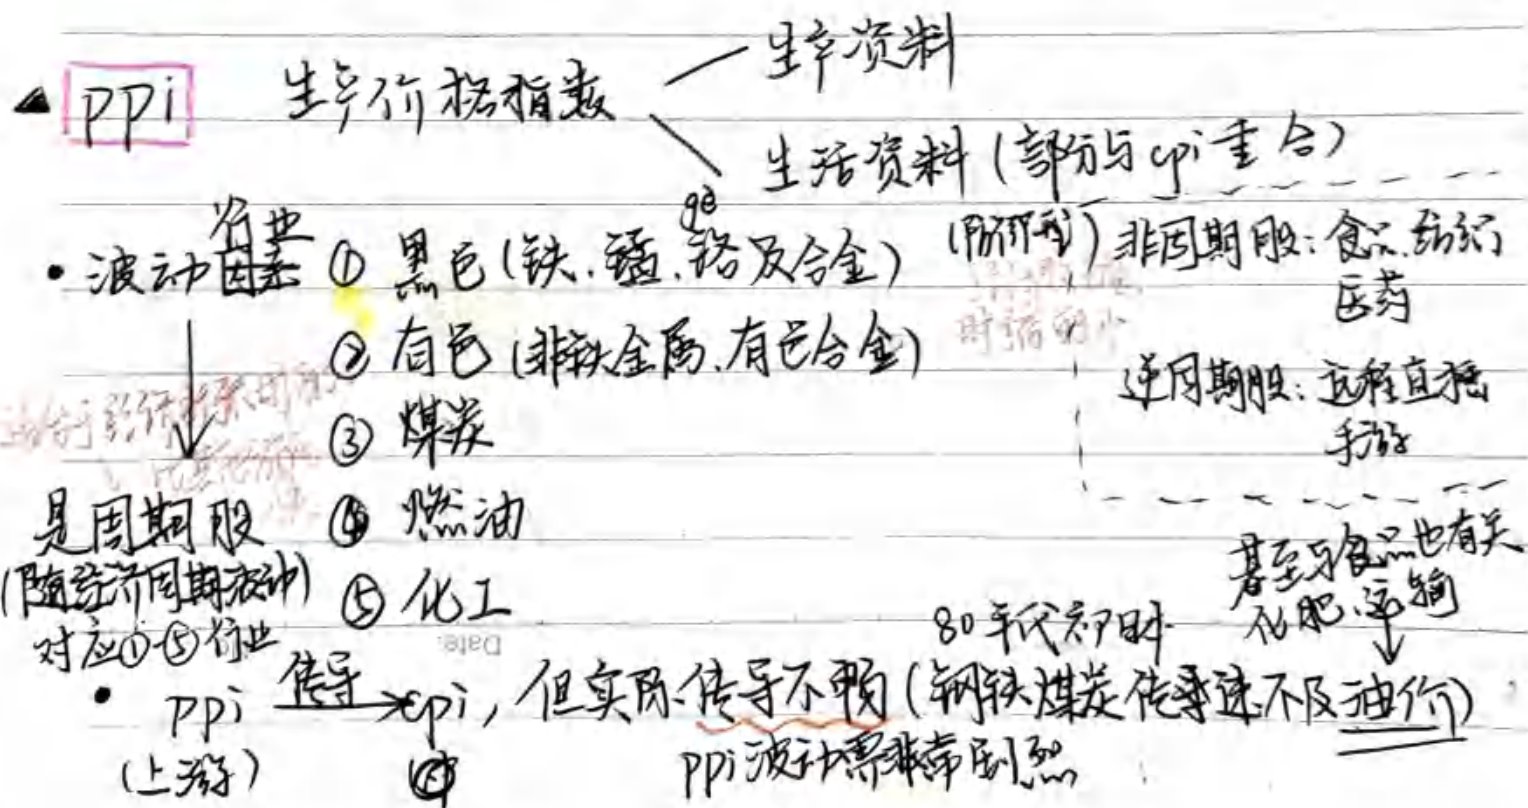 ppi 生产价格指数
生产资料
生活资料(部分与cpi重合)
• 波动因素
行业
① 黑色(铁、锰、铬及合金)
ge
② 有色(非铁金属、有色合金)
③ 煤炭
④ 燃油
⑤ 化工
是周期股
(随经济周期波动)
对应①-⑤行业
(防御型)非周期股:食品、纺织
医药
逆周期股:远程直播
手游
甚至与食品也有关
化肥、运输
80年代
Date:
• ppi 传导 cpi,但实际传导不畅(钢铁煤炭传导速不及油价)
(上游)
ppi波动需非常剧烈